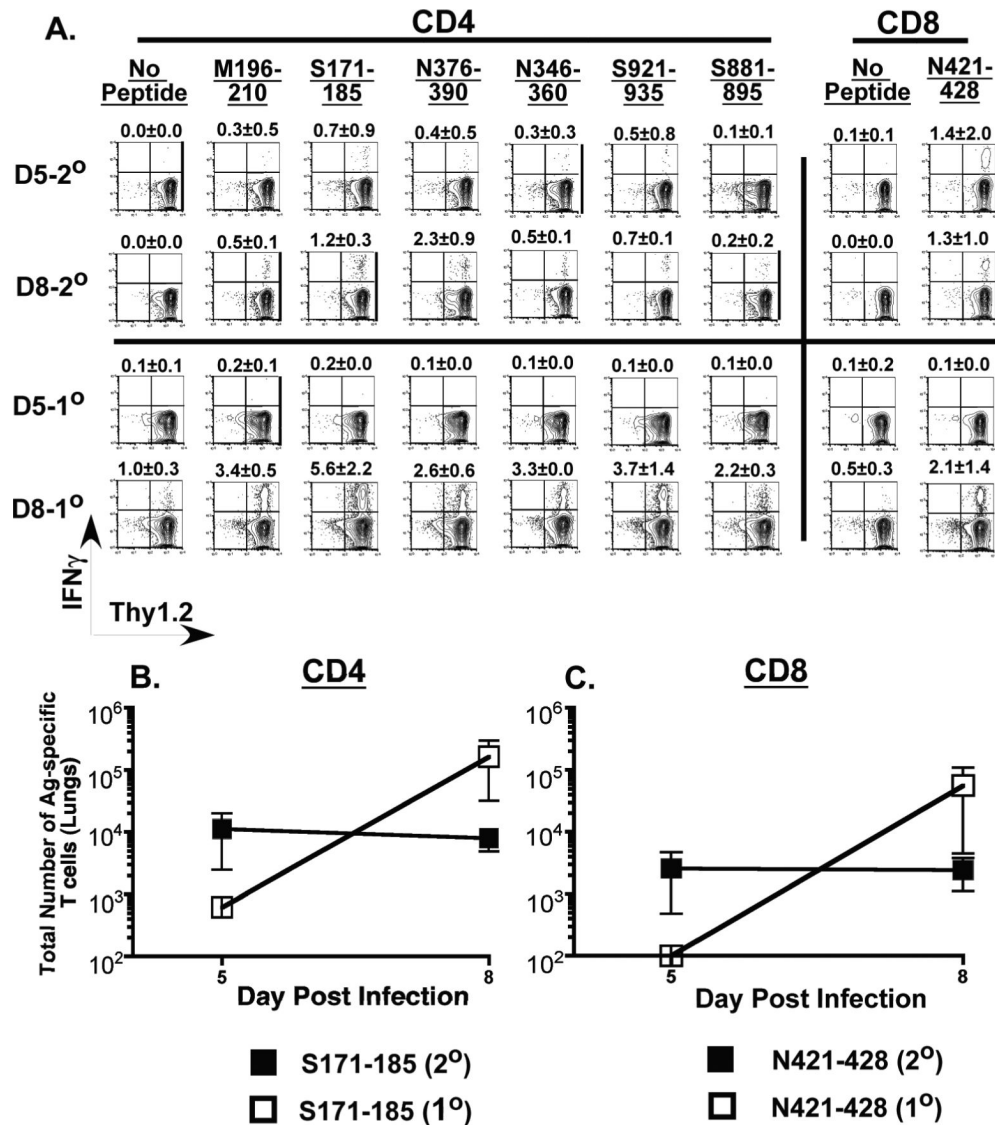 A.
CD4
CD8
No Peptide
M196-210
S171-185
N376-390
N346-360
S921-935
S881-895
No Peptide
N421-428
D5-2º
0.0±0.0 0.3±0.5 0.7±0.9 0.4±0.5 0.3±0.3 0.5±0.8 0.1±0.1 0.1±0.1 1.4±2.0
D8-2º
0.0±0.0 0.5±0.1 1.2±0.3 2.3±0.9 0.5±0.1 0.7±0.1 0.2±0.2 0.0±0.0 1.3±1.0
D5-1º
0.1±0.1 0.2±0.1 0.2±0.0 0.1±0.0 0.1±0.0 0.1±0.0 0.1±0.0 0.1±0.2 0.1±0.0
D8-1º
1.0±0.3 3.4±0.5 5.6±2.2 2.6±0.6 3.3±0.0 3.7±1.4 2.2±0.3 0.5±0.3 2.1±1.4
IFNγ
Thy1.2
B.
CD4
Total Number of Ag-specific
T cells (Lungs)
10⁶
10⁵
10⁴
10³
10²
5 8
Day Post Infection
S171-185 (2º)
S171-185 (1º)
C.
CD8
10⁶
10⁵
10⁴
10³
10²
5 8
Day Post Infection
N421-428 (2º)
N421-428 (1º)